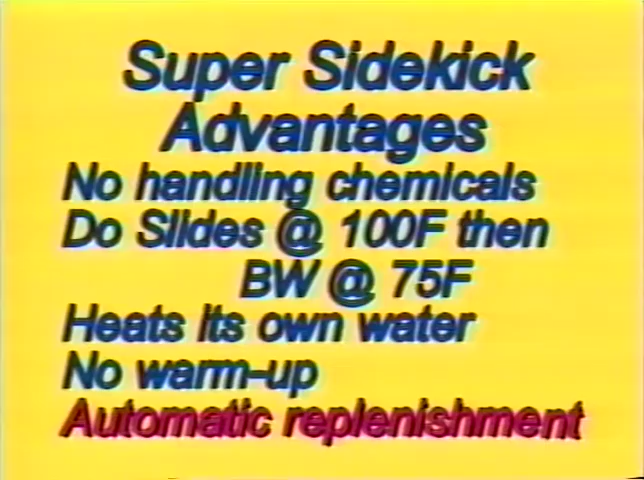 Super Sidekick
Advantages
No handling chemicals
Do Slides @ 100F then
BW @ 75F
Heats its own water
No warm-up
Automatic replenishment